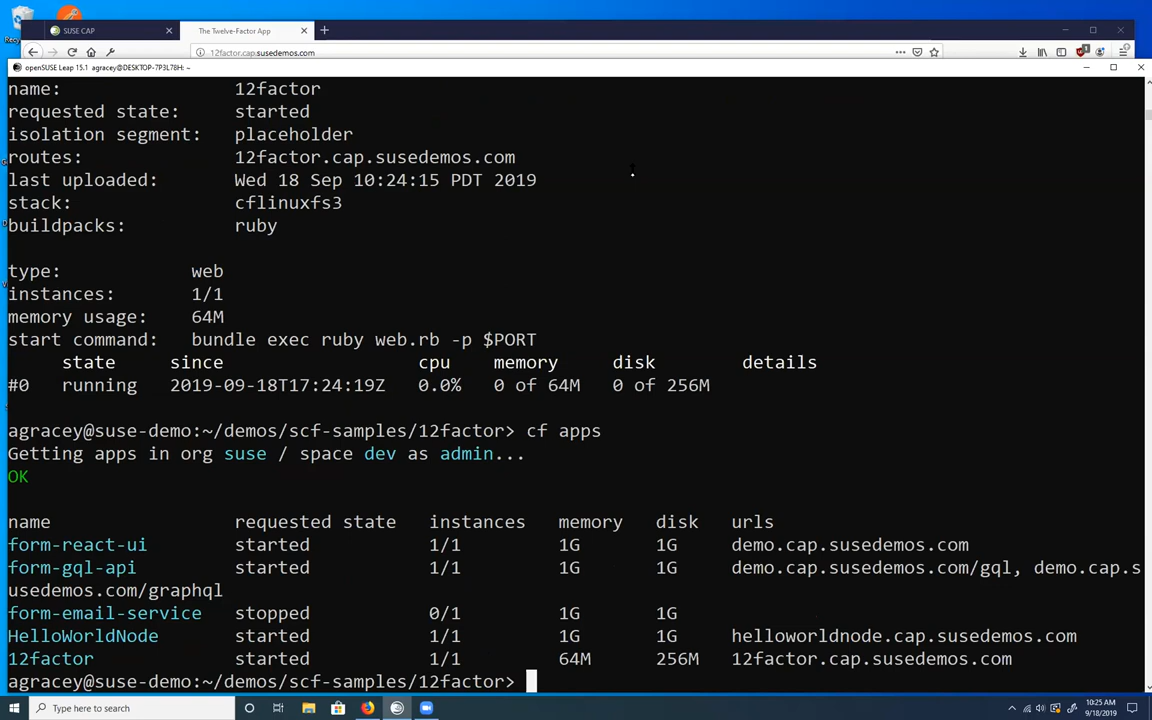 SUSE CAP
The Twelve-Factor App
12factor.cap.susedemos.com
openSUSE Leap 15.1 agracey@DESKTOP-7P3L78H: ~
name: 12factor
requested state: started
isolation segment: placeholder
routes: 12factor.cap.susedemos.com
last uploaded: Wed 18 Sep 10:24:15 PDT 2019
stack: cflinuxfs3
buildpacks: ruby
type: web
instances: 1/1
memory usage: 64M
start command: bundle exec ruby web.rb -p $PORT
state since cpu memory disk details
#0 running 2019-09-18T17:24:19Z 0.0% 0 of 64M 0 of 256M
agracey@suse-demo:~/demos/scf-samples/12factor> cf apps
Getting apps in org suse / space dev as admin...
OK
name requested state instances memory disk urls
form-react-ui started 1/1 1G 1G demo.cap.susedemos.com
form-gql-api started 1/1 1G 1G demo.cap.susedemos.com/gql, demo.cap.s
usedemos.com/graphql
form-email-service stopped 0/1 1G 1G
HelloWorldNode started 1/1 1G 1G helloworldnode.cap.susedemos.com
12factor started 1/1 64M 256M 12factor.cap.susedemos.com
agracey@suse-demo:~/demos/scf-samples/12factor>
Type here to search
10:25 AM
9/18/2019